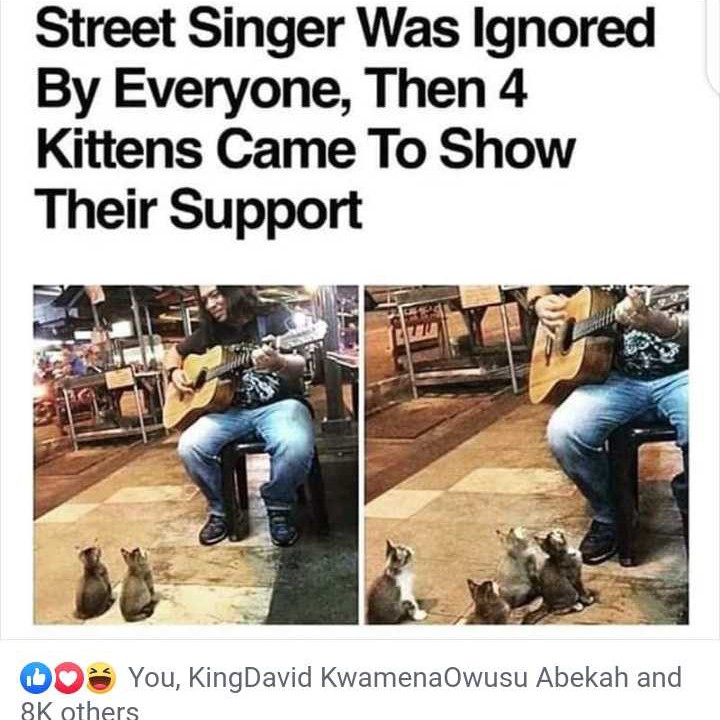 Street Singer Was Ignored
By Everyone, Then 4
Kittens Came To Show
Their Support
You, KingDavid KwamenaOwusu Abekah and
8K others